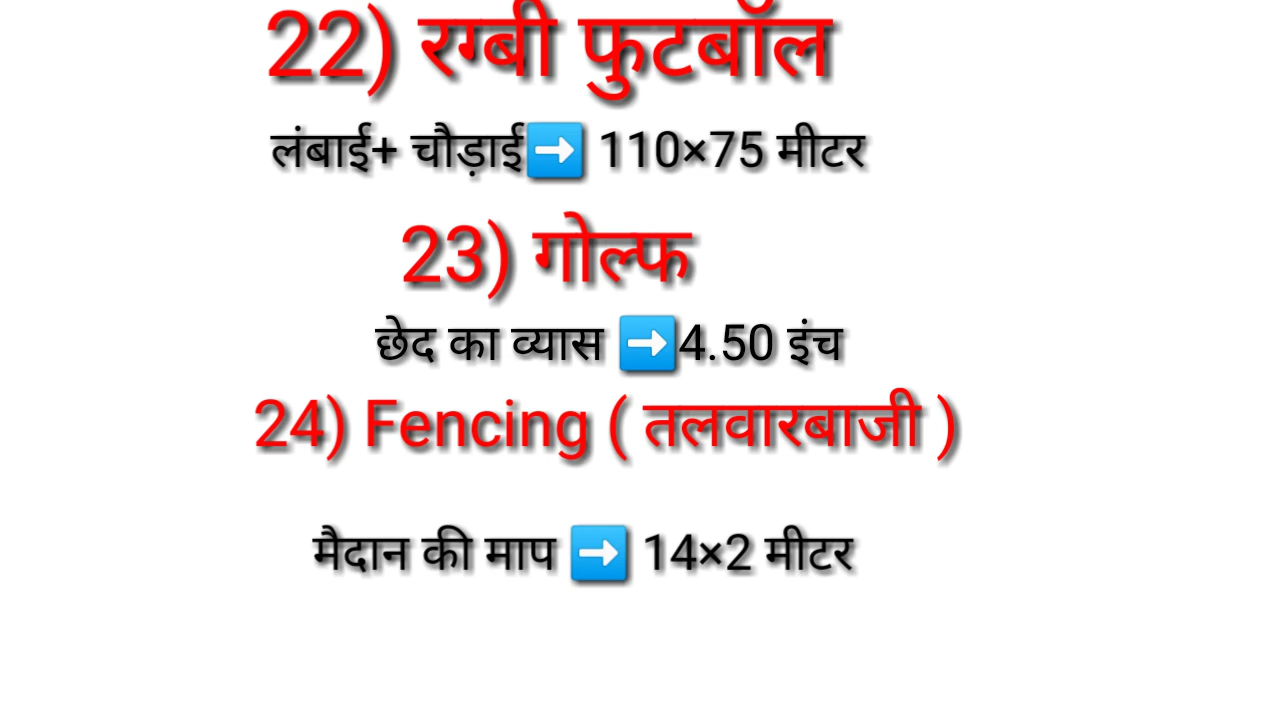 22) रग्बी फुटबॉल
लंबाई+ चौड़ाई➡️ 110×75 मीटर
23) गोल्फ
छेद का व्यास ➡️4.50 इंच
24) Fencing ( तलवारबाजी )
मैदान की माप ➡️ 14×2 मीटर